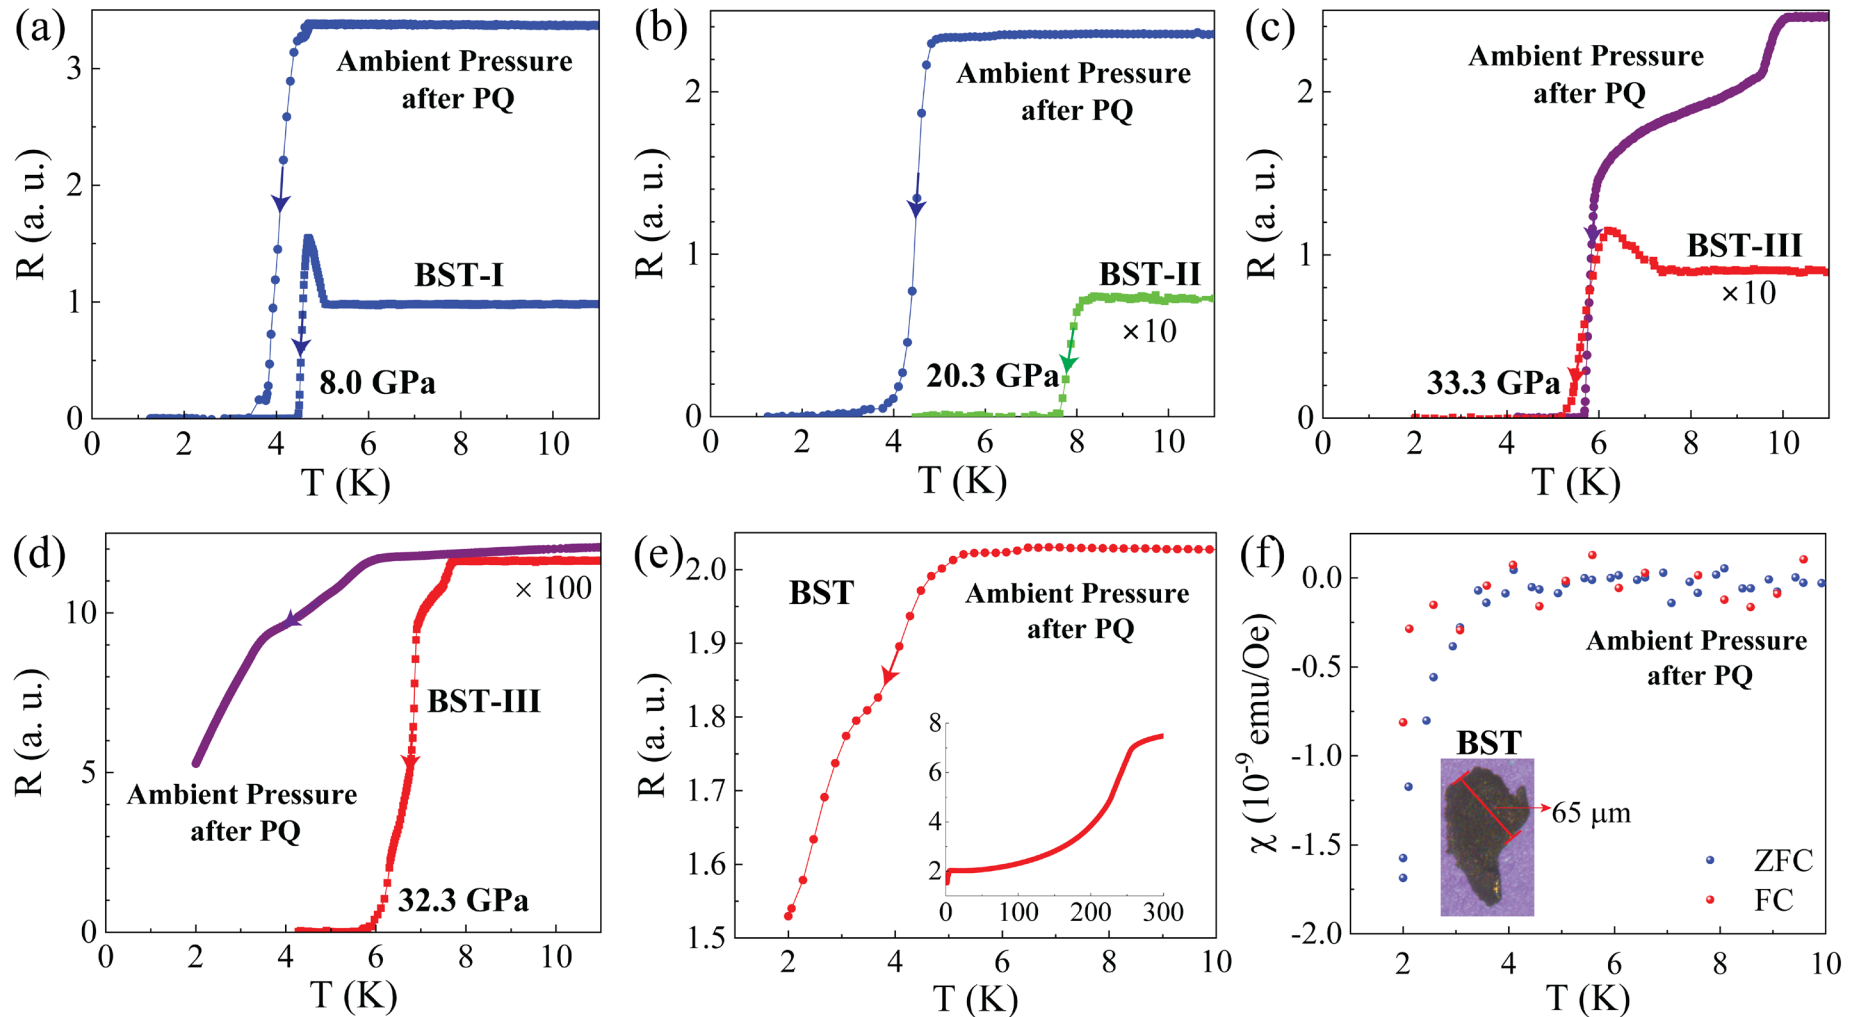 (a)
3
2
1
0
R (a. u.)
Ambient Pressure
after PQ
BST-I
8.0 GPa
0 2 4 6 8 10
T (K)
(b)
2
1
0
R (a. u.)
Ambient Pressure
after PQ
BST-II
×10
20.3 GPa
0 2 4 6 8 10
T (K)
(c)
2
1
0
R (a. u.)
Ambient Pressure
after PQ
BST-III
×10
33.3 GPa
0 2 4 6 8 10
T (K)
(d)
10
5
0
R (a. u.)
× 100
BST-III
Ambient Pressure
after PQ
32.3 GPa
0 2 4 6 8 10
T (K)
(e)
2.0
1.9
1.8
1.7
1.6
1.5
R (a. u.)
BST
Ambient Pressure
after PQ
8
6
4
2
0 100 200 300
2 4 6 8 10
T (K)
(f)
0.0
-0.5
-1.0
-1.5
-2.0
χ (10⁻⁹ emu/Oe)
Ambient Pressure
after PQ
BST
65 μm
ZFC
FC
2 4 6 8 10
T (K)